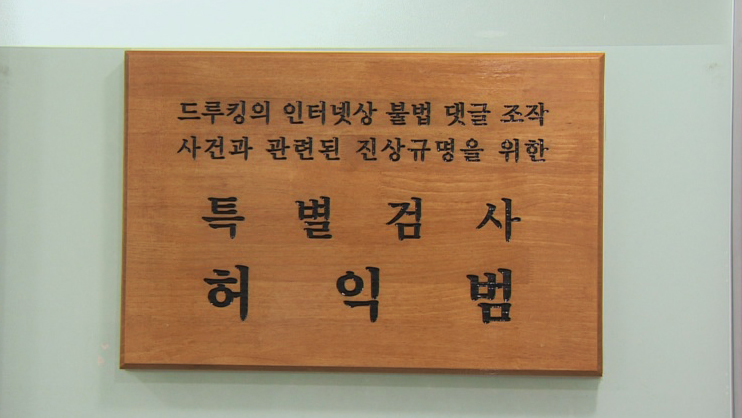 드루킹의 인터넷상 불법 댓글 조작
사건과 관련된 진상규명을 위한
특별검사
허익범